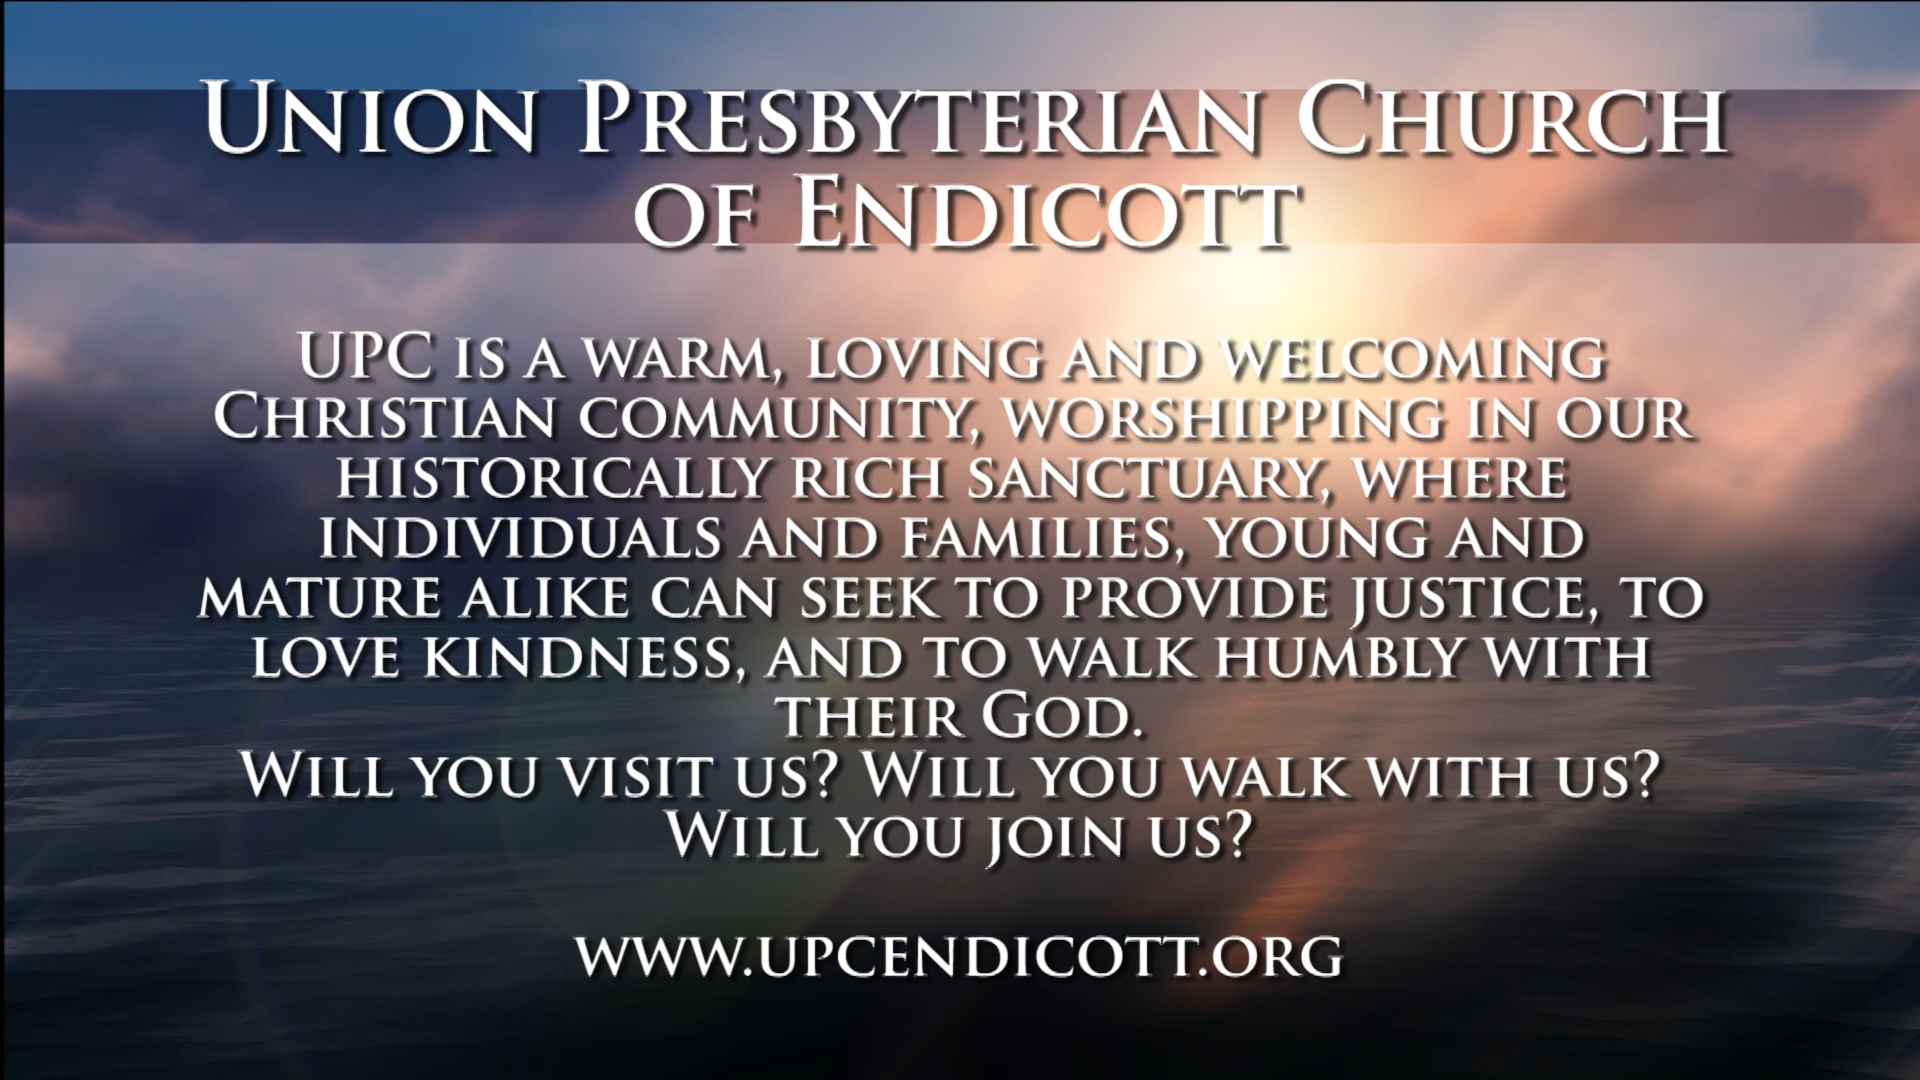 Union Presbyterian Church
of Endicott
UPC is a warm, loving and welcoming
Christian community, worshipping in our
historically rich sanctuary, where
individuals and families, young and
mature alike can seek to provide justice, to
love kindness, and to walk humbly with
their God.
Will you visit us? Will you walk with us?
Will you join us?
www.upcendicott.org